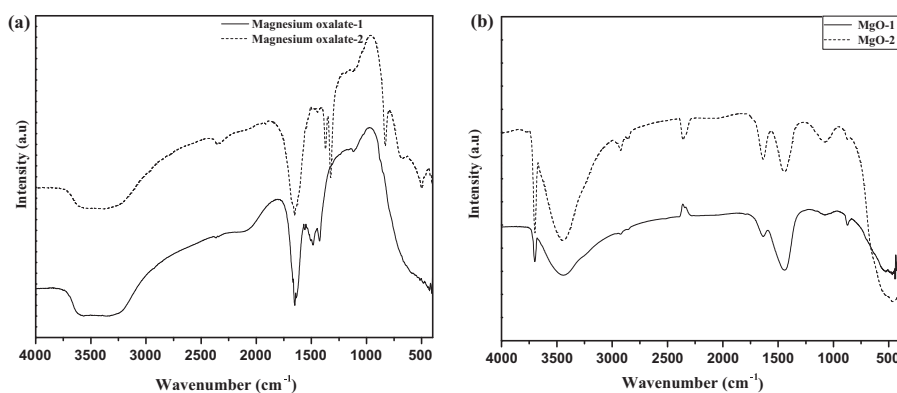 (a)
Magnesium oxalate-1
Magnesium oxalate-2
Intensity (a.u)
4000 3500 3000 2500 2000 1500 1000 500
Wavenumber (cm⁻¹)
(b)
MgO-1
MgO-2
Intensity (a.u)
4000 3500 3000 2500 2000 1500 1000 500
Wavenumber (cm⁻¹)